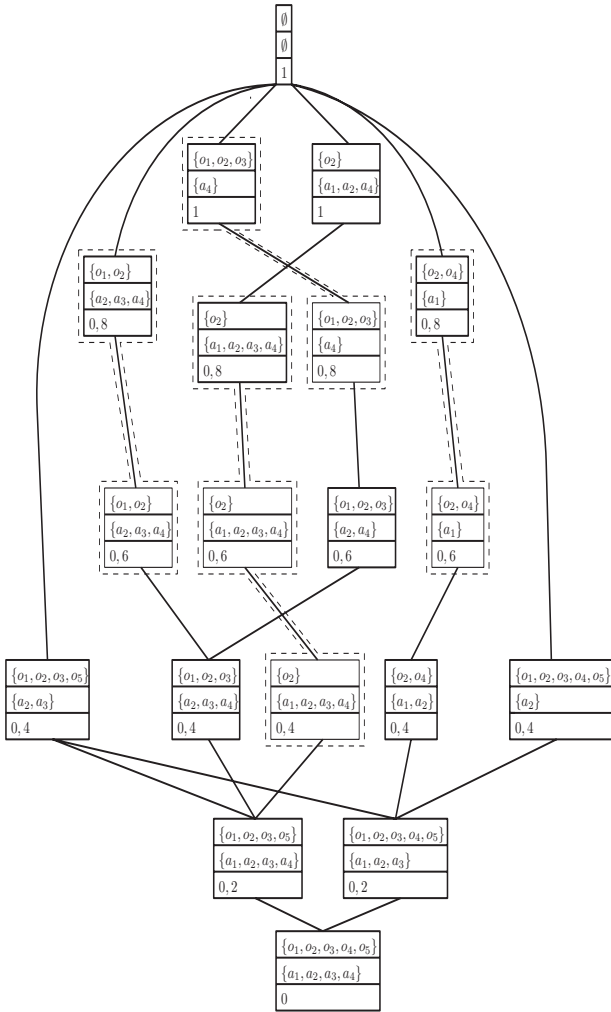 ∅
∅
1
{o₁, o₂, o₃}
{a₄}
1
{o₂}
{a₁, a₂, a₄}
1
{o₁, o₂}
{a₂, a₃, a₄}
0, 8
{o₂}
{a₁, a₂, a₃, a₄}
0, 8
{o₁, o₂, o₃}
{a₄}
0, 8
{o₂, o₄}
{a₁}
0, 8
{o₁, o₂}
{a₂, a₃, a₄}
0, 6
{o₂}
{a₁, a₂, a₃, a₄}
0, 6
{o₁, o₂, o₃}
{a₂, a₄}
0, 6
{o₂, o₄}
{a₁}
0, 6
{o₁, o₂, o₃, o₅}
{a₂, a₃}
0, 4
{o₁, o₂, o₃}
{a₂, a₃, a₄}
0, 4
{o₂}
{a₁, a₂, a₃, a₄}
0, 4
{o₂, o₄}
{a₁, a₂}
0, 4
{o₁, o₂, o₃, o₄, o₅}
{a₂}
0, 4
{o₁, o₂, o₃, o₅}
{a₁, a₂, a₃, a₄}
0, 2
{o₁, o₂, o₃, o₄, o₅}
{a₁, a₂, a₃}
0, 2
{o₁, o₂, o₃, o₄, o₅}
{a₁, a₂, a₃, a₄}
0